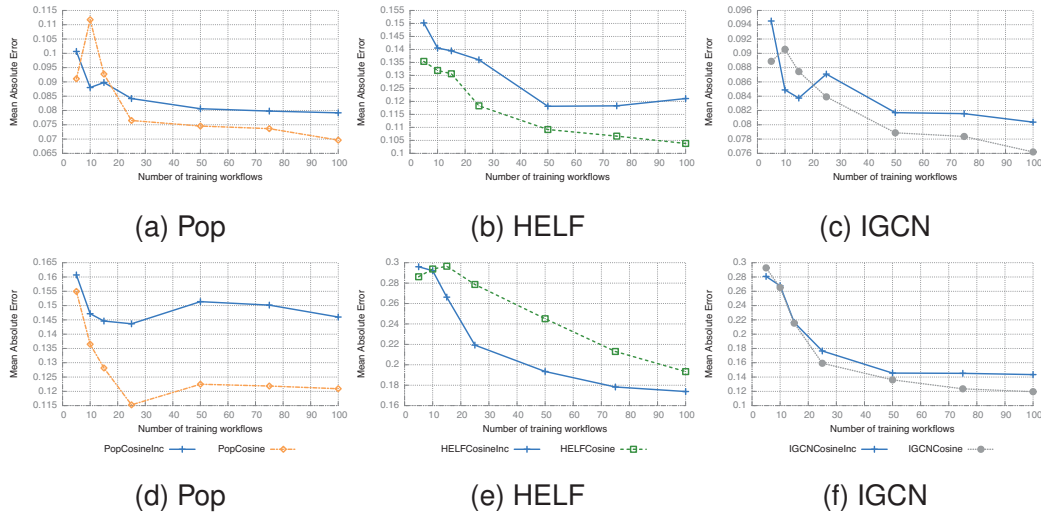 Mean Absolute Error
0.115
0.11
0.105
0.1
0.095
0.09
0.085
0.08
0.075
0.07
0.065
0 10 20 30 40 50 60 70 80 90 100
Number of training workflows
(a) Pop
Mean Absolute Error
0.155
0.15
0.145
0.14
0.135
0.13
0.125
0.12
0.115
0.11
0.105
0.1
0 10 20 30 40 50 60 70 80 90 100
Number of training workflows
(b) HELF
Mean Absolute Error
0.096
0.094
0.092
0.09
0.088
0.086
0.084
0.082
0.08
0.078
0.076
0 10 20 30 40 50 60 70 80 90 100
Number of training workflows
(c) IGCN
Mean Absolute Error
0.165
0.16
0.155
0.15
0.145
0.14
0.135
0.13
0.125
0.12
0.115
0 10 20 30 40 50 60 70 80 90 100
Number of training workflows
PopCosineInc PopCosine
(d) Pop
Mean Absolute Error
0.3
0.28
0.26
0.24
0.22
0.2
0.18
0.16
0 10 20 30 40 50 60 70 80 90 100
Number of training workflows
HELFCosineInc HELFCosine
(e) HELF
Mean Absolute Error
0.3
0.28
0.26
0.24
0.22
0.2
0.18
0.16
0.14
0.12
0.1
0 10 20 30 40 50 60 70 80 90 100
Number of training workflows
IGCNCosineInc IGCNCosine
(f) IGCN